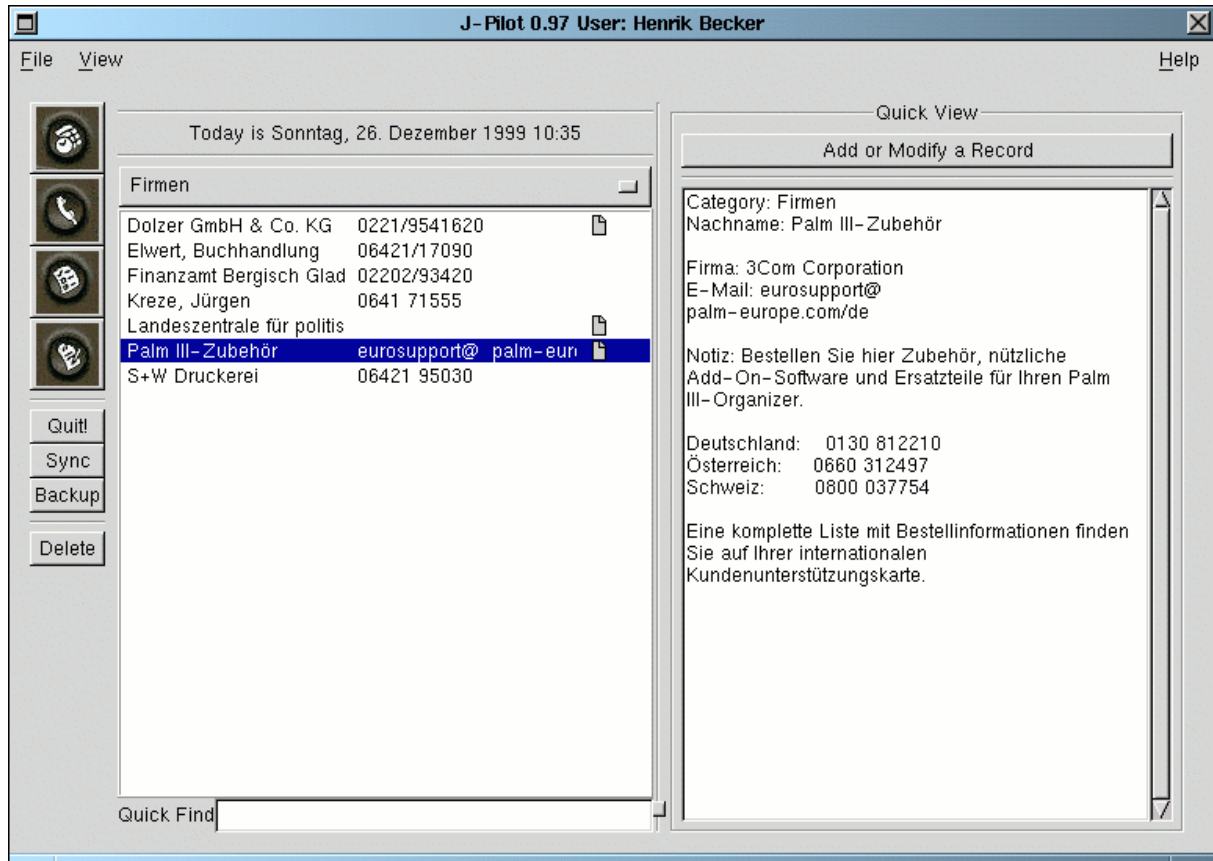 J-Pilot 0.97 User: Henrik Becker
File View Help
Today is Sonntag, 26. Dezember 1999 10:35
Firmen
Dolzer GmbH & Co. KG 0221/9541620
Elwert, Buchhandlung 06421/17090
Finanzamt Bergisch Glad 02202/93420
Kreze, Jürgen 0641 71555
Landeszentrale für politis
Palm III-Zubehör eurosupport@ palm-eur
S+W Druckerei 06421 95030
Quit!
Sync
Backup
Delete
Quick Find
Quick View
Add or Modify a Record
Category: Firmen
Nachname: Palm III-Zubehör
Firma: 3Com Corporation
E-Mail: eurosupport@
palm-europe.com/de
Notiz: Bestellen Sie hier Zubehör, nützliche
Add-On-Software und Ersatzteile für Ihren Palm
III-Organizer.
Deutschland: 0130 812210
Österreich: 0660 312497
Schweiz: 0800 037754
Eine komplette Liste mit Bestellinformationen finden
Sie auf Ihrer internationalen
Kundenunterstützungskarte.